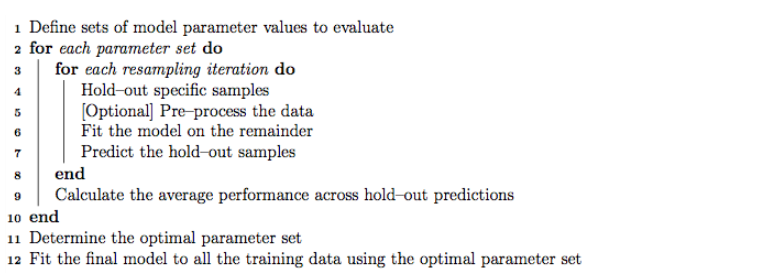 1 Define sets of model parameter values to evaluate
2 for each parameter set do
3 for each resampling iteration do
4 Hold–out specific samples
5 [Optional] Pre–process the data
6 Fit the model on the remainder
7 Predict the hold–out samples
8 end
9 Calculate the average performance across hold–out predictions
10 end
11 Determine the optimal parameter set
12 Fit the final model to all the training data using the optimal parameter set